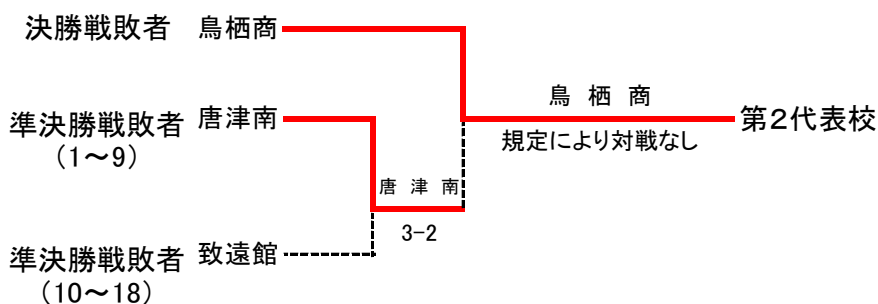 決勝戦敗者 鳥栖商
鳥栖商
第2代表校
規定により対戦なし
準決勝戦敗者 唐津南
(1～9)
唐津南
3-2
準決勝戦敗者 致遠館
(10～18)